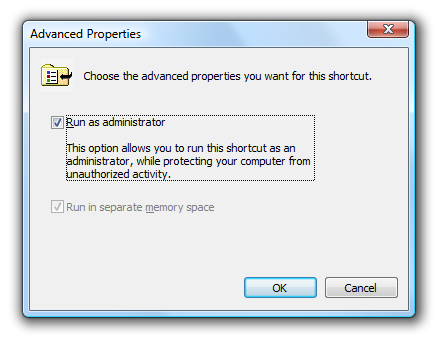 Advanced Properties
Choose the advanced properties you want for this shortcut.
Run as administrator
This option allows you to run this shortcut as an
administrator, while protecting your computer from
unauthorized activity.
Run in separate memory space
OK
Cancel